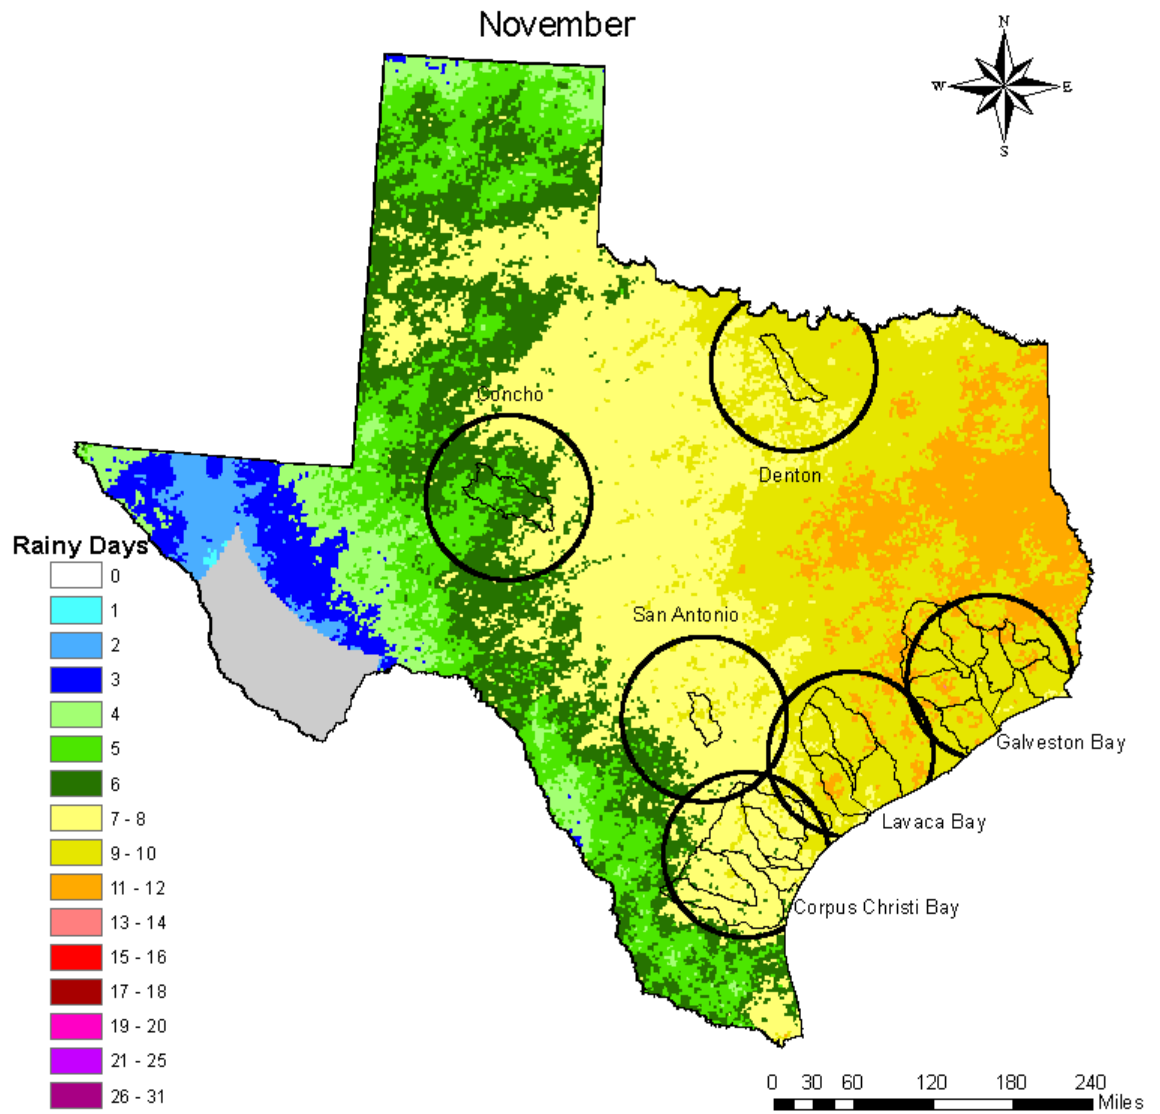 November
N
W E
S
Concho
Denton
Rainy Days
0
1
2
3
4
5
6
7 - 8
9 - 10
11 - 12
13 - 14
15 - 16
17 - 18
19 - 20
21 - 25
26 - 31
San Antonio
Galveston Bay
Lavaca Bay
Corpus Christi Bay
0 30 60 120 180 240
Miles